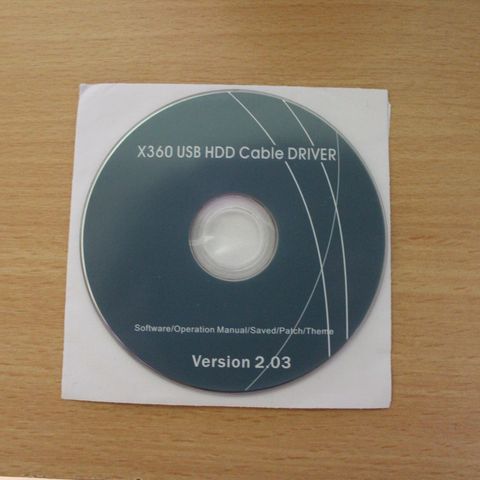 X360 USB HDD Cable DRIVER
Software/Operation Manual/Saved/Patch/Theme
Version 2.03